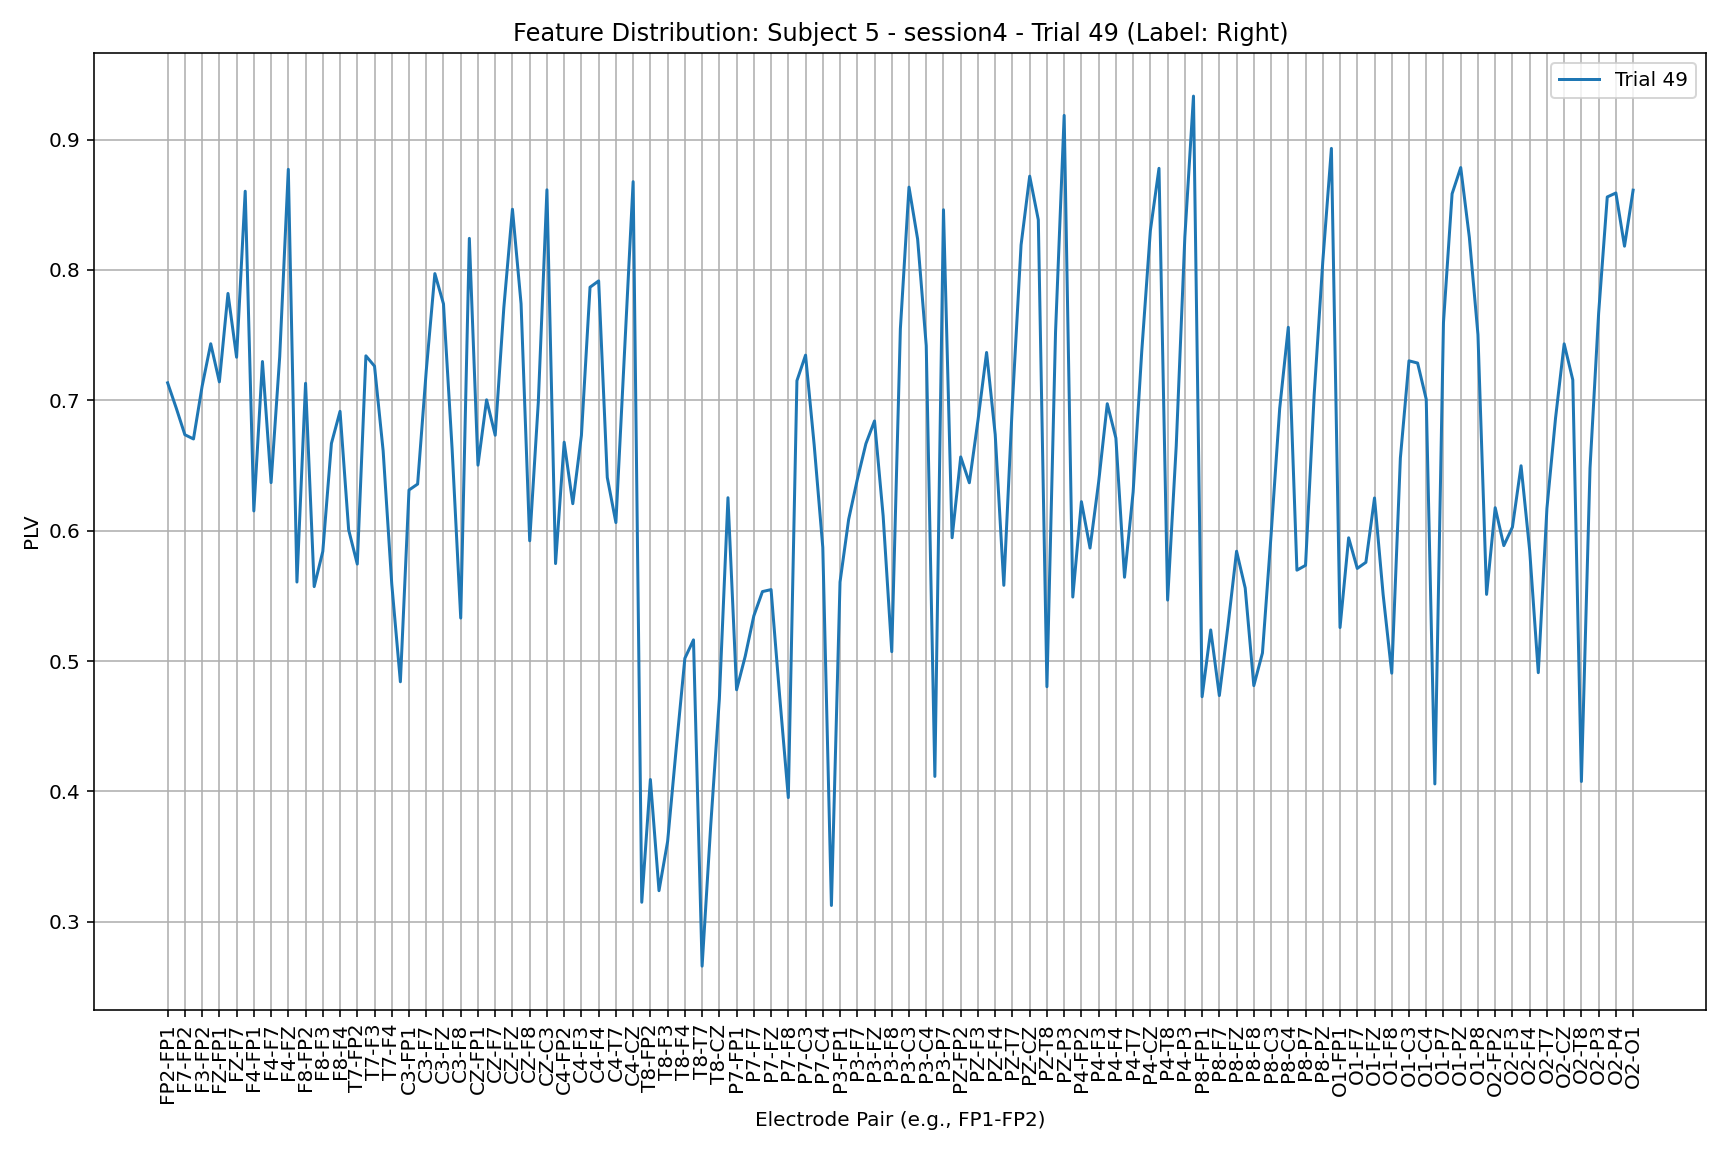 Feature Distribution: Subject 5 - session4 - Trial 49 (Label: Right)
Trial 49
PLV
0.9
0.8
0.7
0.6
0.5
0.4
0.3
FP2-FP1
F7-FP2
F3-FP2
FZ-FP1
FZ-F7
F4-FP1
F4-F7
F4-FZ
F8-FP2
F8-F3
F8-F4
T7-FP2
T7-F3
T7-F4
C3-FP1
C3-F7
C3-FZ
C3-F8
CZ-FP1
CZ-F7
CZ-FZ
CZ-F8
CZ-C3
C4-FP2
C4-F3
C4-F4
C4-T7
C4-CZ
T8-FP2
T8-F3
T8-F4
T8-T7
T8-CZ
P7-FP1
P7-F7
P7-FZ
P7-F8
P7-C3
P7-C4
P3-FP1
P3-F7
P3-FZ
P3-F8
P3-C3
P3-C4
P3-P7
PZ-FP2
PZ-F3
PZ-F4
PZ-T7
PZ-CZ
PZ-T8
PZ-P3
P4-FP2
P4-F3
P4-F4
P4-T7
P4-CZ
P4-T8
P4-P3
P8-FP1
P8-F7
P8-FZ
P8-F8
P8-C3
P8-C4
P8-P7
P8-PZ
O1-FP1
O1-F7
O1-FZ
O1-F8
O1-C3
O1-C4
O1-P7
O1-PZ
O1-P8
O2-FP2
O2-F3
O2-F4
O2-T7
O2-CZ
O2-T8
O2-P3
O2-P4
O2-O1
Electrode Pair (e.g., FP1-FP2)